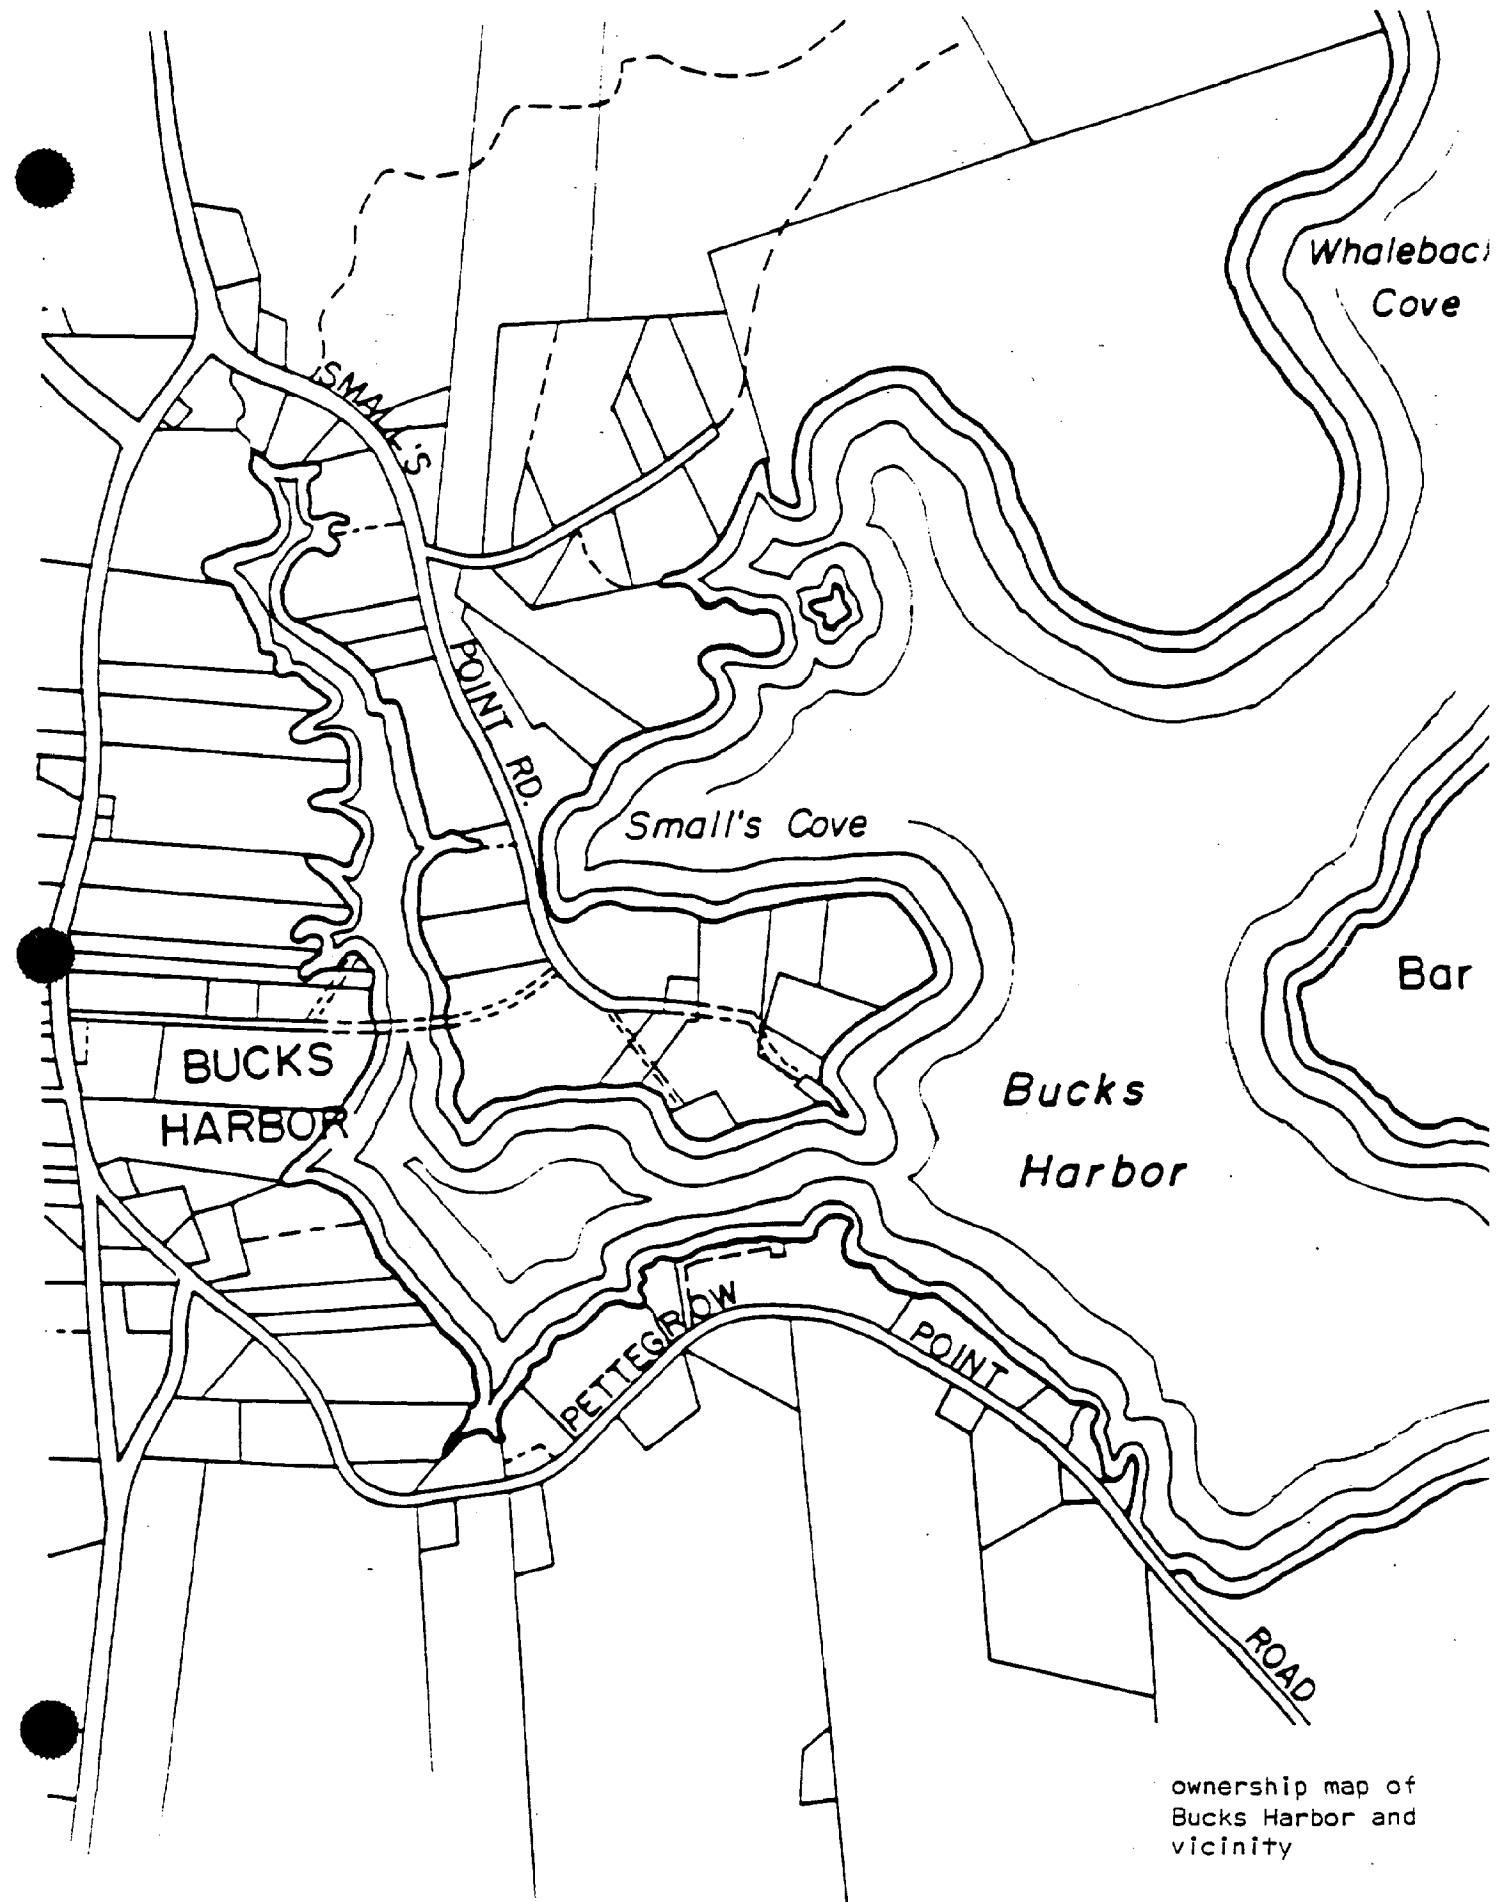 Whaleback
Cove
SMALL'S
POINT RD.
Small's Cove
Bar
BUCKS
HARBOR
Bucks
Harbor
PETTEGROW
POINT
ROAD
ownership map of
Bucks Harbor and
vicinity